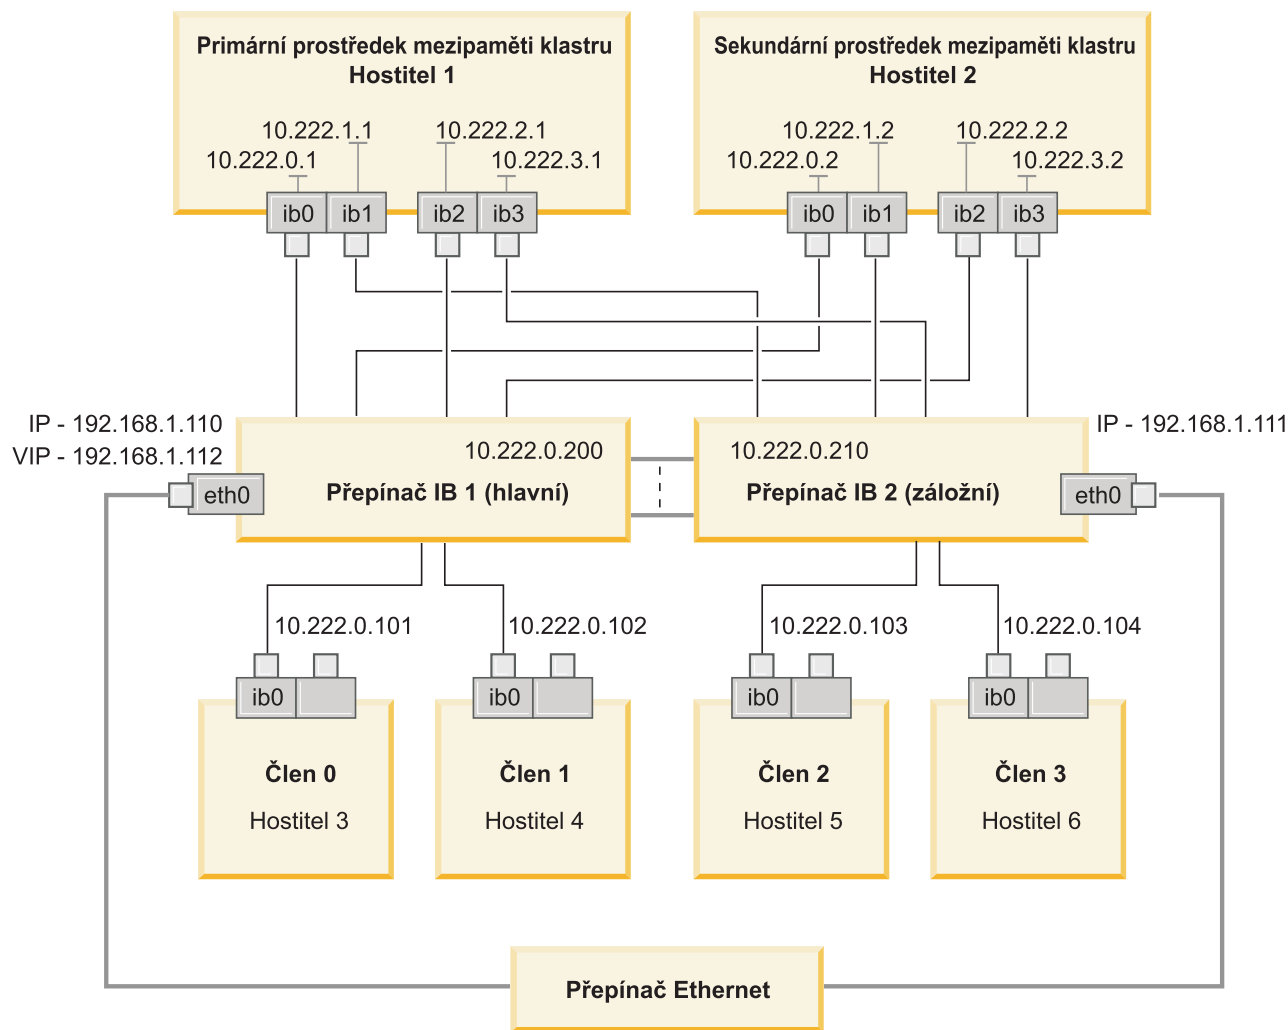 Primární prostředek mezipaměti klastru
Hostitel 1
Sekundární prostředek mezipaměti klastru
Hostitel 2
10.222.1.1
10.222.2.1
10.222.0.1
10.222.3.1
10.222.1.2
10.222.2.2
10.222.0.2
10.222.3.2
ib0
ib1
ib2
ib3
ib0
ib1
ib2
ib3
IP - 192.168.1.110
VIP - 192.168.1.112
10.222.0.200
Přepínač IB 1 (hlavní)
eth0
10.222.0.210
Přepínač IB 2 (záložní)
IP - 192.168.1.111
eth0
10.222.0.101
10.222.0.102
10.222.0.103
10.222.0.104
ib0
ib0
ib0
ib0
Člen 0
Hostitel 3
Člen 1
Hostitel 4
Člen 2
Hostitel 5
Člen 3
Hostitel 6
Přepínač Ethernet